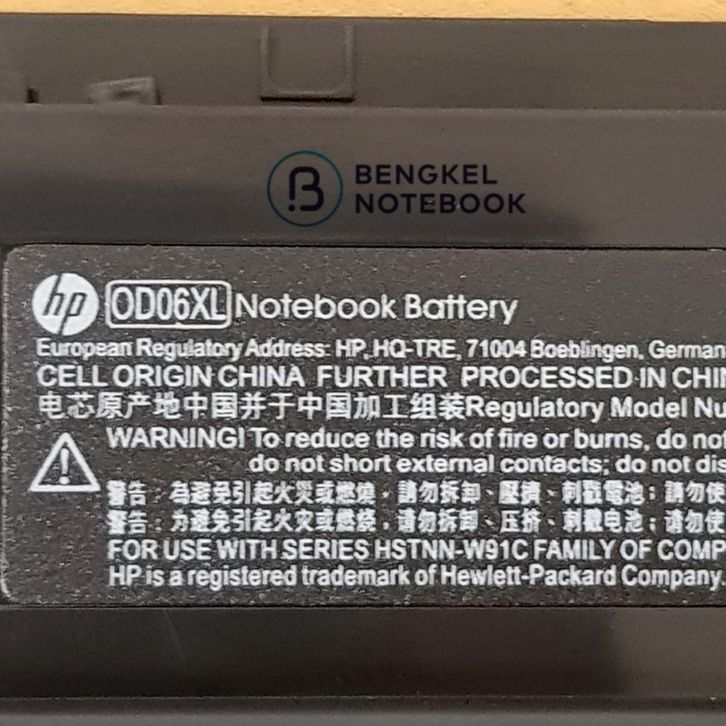 BENGKEL
NOTEBOOK
hp OD06XL Notebook Battery
European Regulatory Address: HP, HQ-TRE, 71004 Boeblingen, German
CELL ORIGIN CHINA FURTHER PROCESSED IN CHI
电芯原产地中国并于中国加工组装Regulatory Model Nu
WARNING! To reduce the risk of fire or burns, do no
do not short external contacts; do not dis
警告：為避免引起火災或燃燒，請勿拆卸、壓擠、刺戳電池；請勿使
警告：为避免引起火灾或燃烧，请勿拆卸、压挤、刺戳电池；请勿使
FOR USE WITH SERIES HSTNN-W91C FAMILY OF COMP
HP is a registered trademark of Hewlett-Packard Company.